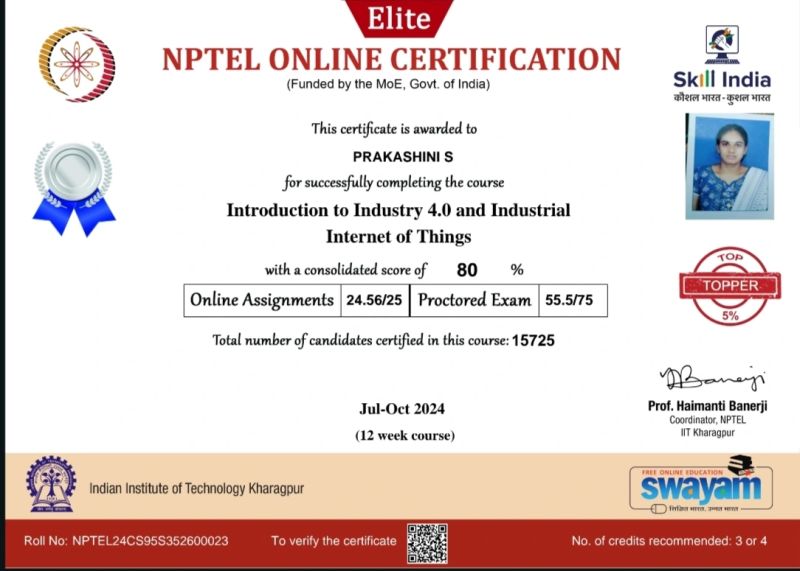 Elite
NPTEL ONLINE CERTIFICATION
(Funded by the MoE, Govt. of India)
Skill India
कौशल भारत - कुशल भारत
This certificate is awarded to
PRAKASHINI S
for successfully completing the course
Introduction to Industry 4.0 and Industrial
Internet of Things
with a consolidated score of 80 %
Online Assignments 24.56/25 Proctored Exam 55.5/75
TOP
TOPPER
5%
Total number of candidates certified in this course: 15725
Jul-Oct 2024
(12 week course)
Prof. Haimanti Banerji
Coordinator, NPTEL
IIT Kharagpur
Indian Institute of Technology Kharagpur
FREE ONLINE EDUCATION
swayam
शिक्षित भारत, उन्नत भारत
Roll No: NPTEL24CS95S352600023
To verify the certificate
No. of credits recommended: 3 or 4